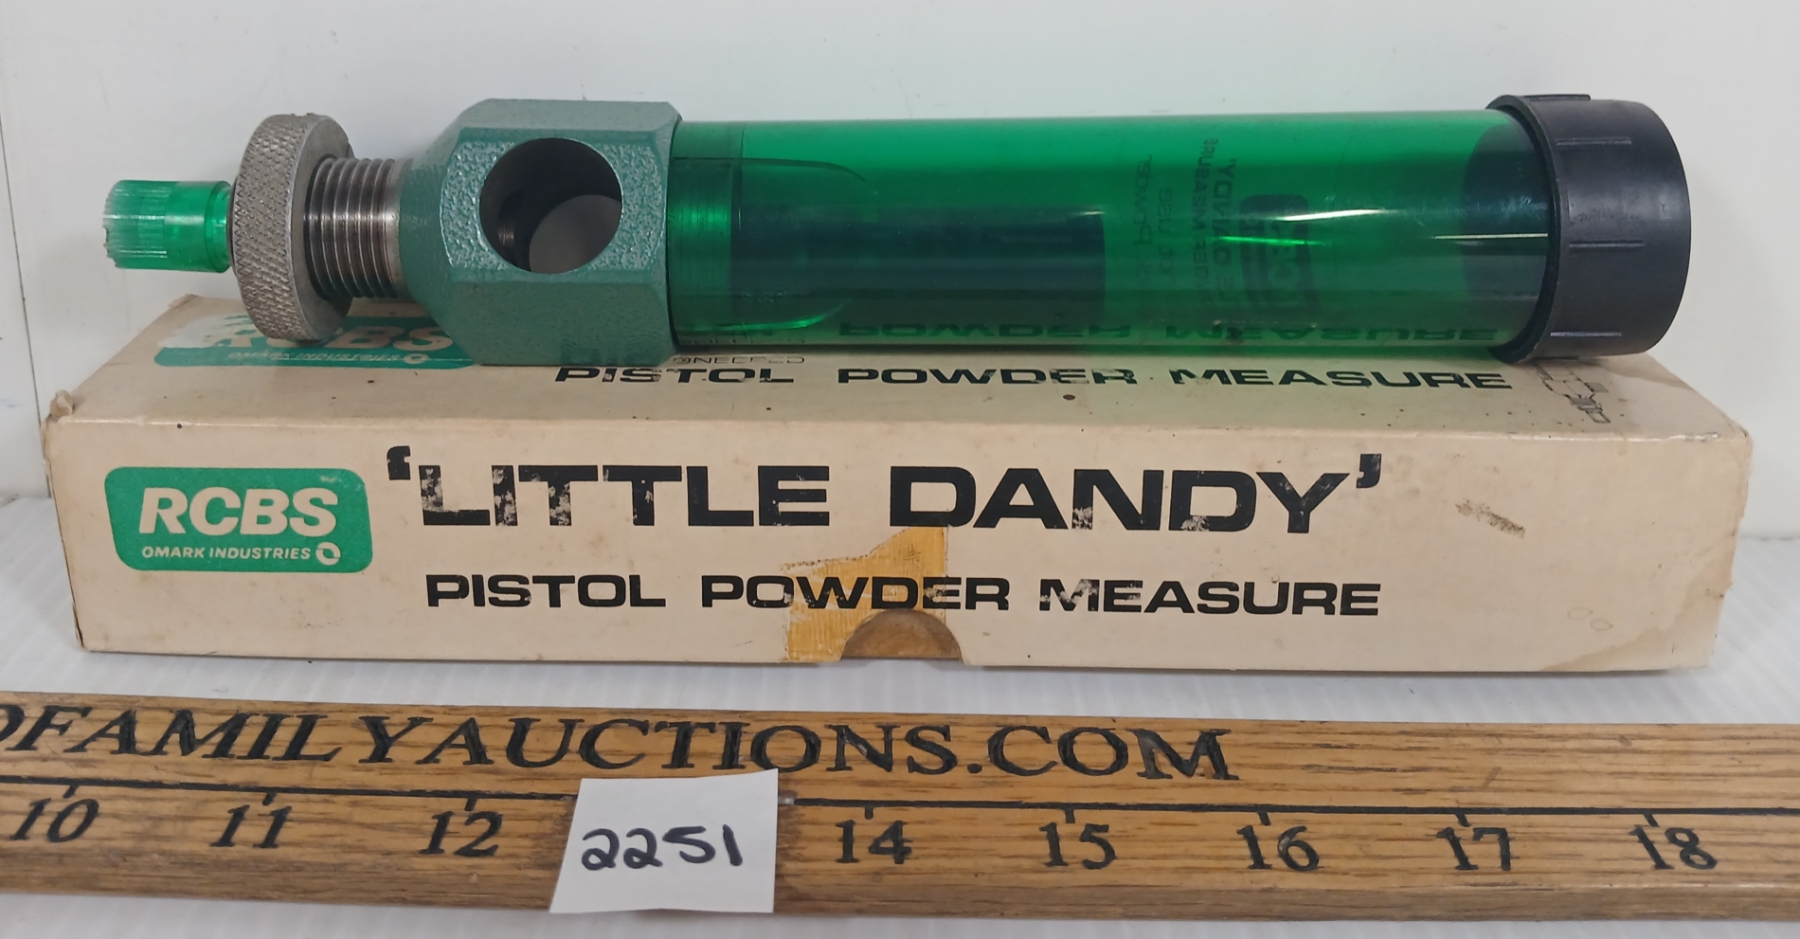 RCBS
OMARK INDUSTRIES
PISTOL POWDER MEASURE
RCBS
OMARK INDUSTRIES
'LITTLE DANDY'
PISTOL POWDER MEASURE
FAMILYAUCTIONS.COM
10 11 12 14 15 16 17 18
2251